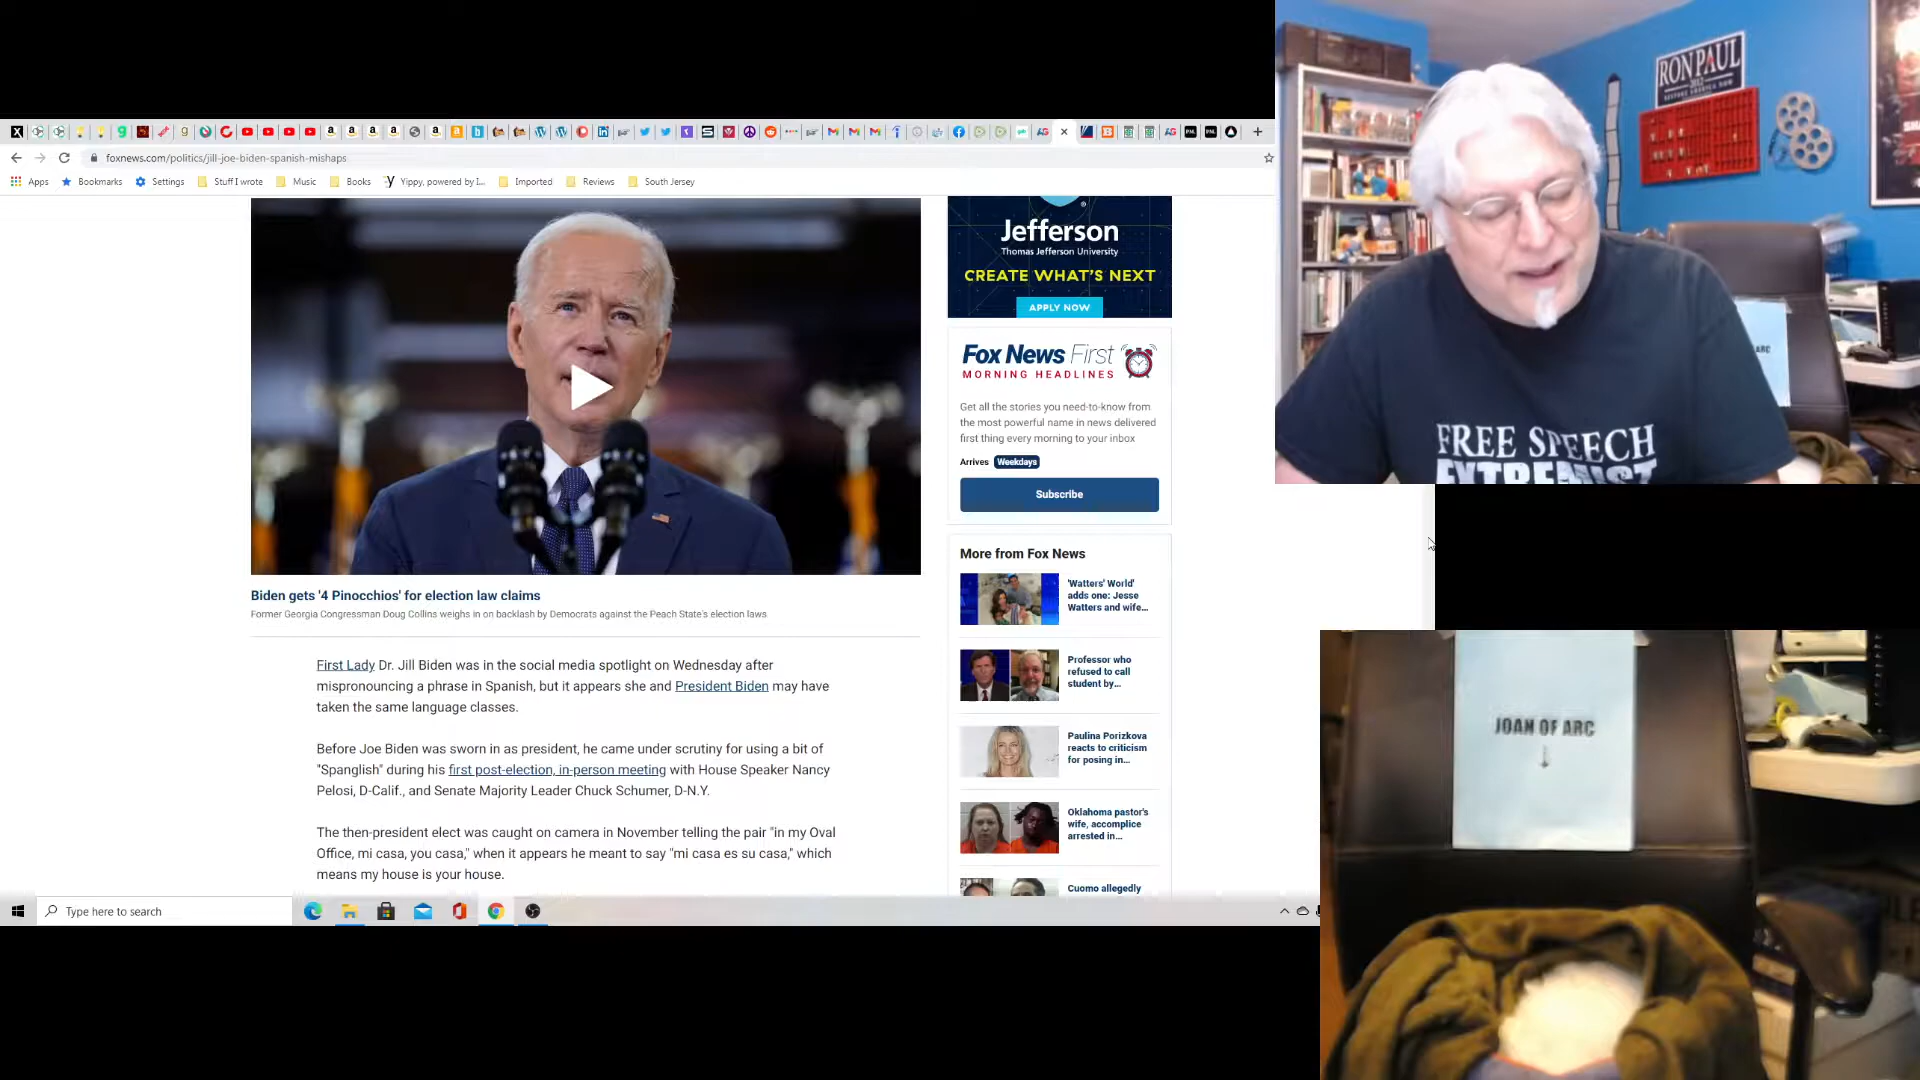 foxnews.com/politics/jill-joe-biden-spanish-mishaps
Apps
Bookmarks
Settings
Stuff I wrote
Music
Books
Yippy, powered by I...
Imported
Reviews
South Jersey
Jefferson
Thomas Jefferson University
CREATE WHAT'S NEXT
APPLY NOW
Fox News First
MORNING HEADLINES
Get all the stories you need-to-know from
the most powerful name in news delivered
first thing every morning to your inbox
Arrives Weekdays
Subscribe
Biden gets '4 Pinocchios' for election law claims
Former Georgia Congressman Doug Collins weighs in on backlash by Democrats against the Peach State's election laws
First Lady Dr. Jill Biden was in the social media spotlight on Wednesday after
mispronouncing a phrase in Spanish, but it appears she and President Biden may have
taken the same language classes.
Before Joe Biden was sworn in as president, he came under scrutiny for using a bit of
"Spanglish" during his first post-election, in-person meeting with House Speaker Nancy
Pelosi, D-Calif., and Senate Majority Leader Chuck Schumer, D-N.Y.
The then-president elect was caught on camera in November telling the pair "in my Oval
Office, mi casa, you casa," when it appears he meant to say "mi casa es su casa," which
means my house is your house.
More from Fox News
'Watters' World'
adds one: Jesse
Watters and wife...
Professor who
refused to call
student by...
Paulina Porizkova
reacts to criticism
for posing in...
Oklahoma pastor's
wife, accomplice
arrested in...
Cuomo allegedly
Type here to search
RON PAUL
FREE SPEECH
EXTREMIST
ARC
JOAN OF ARC